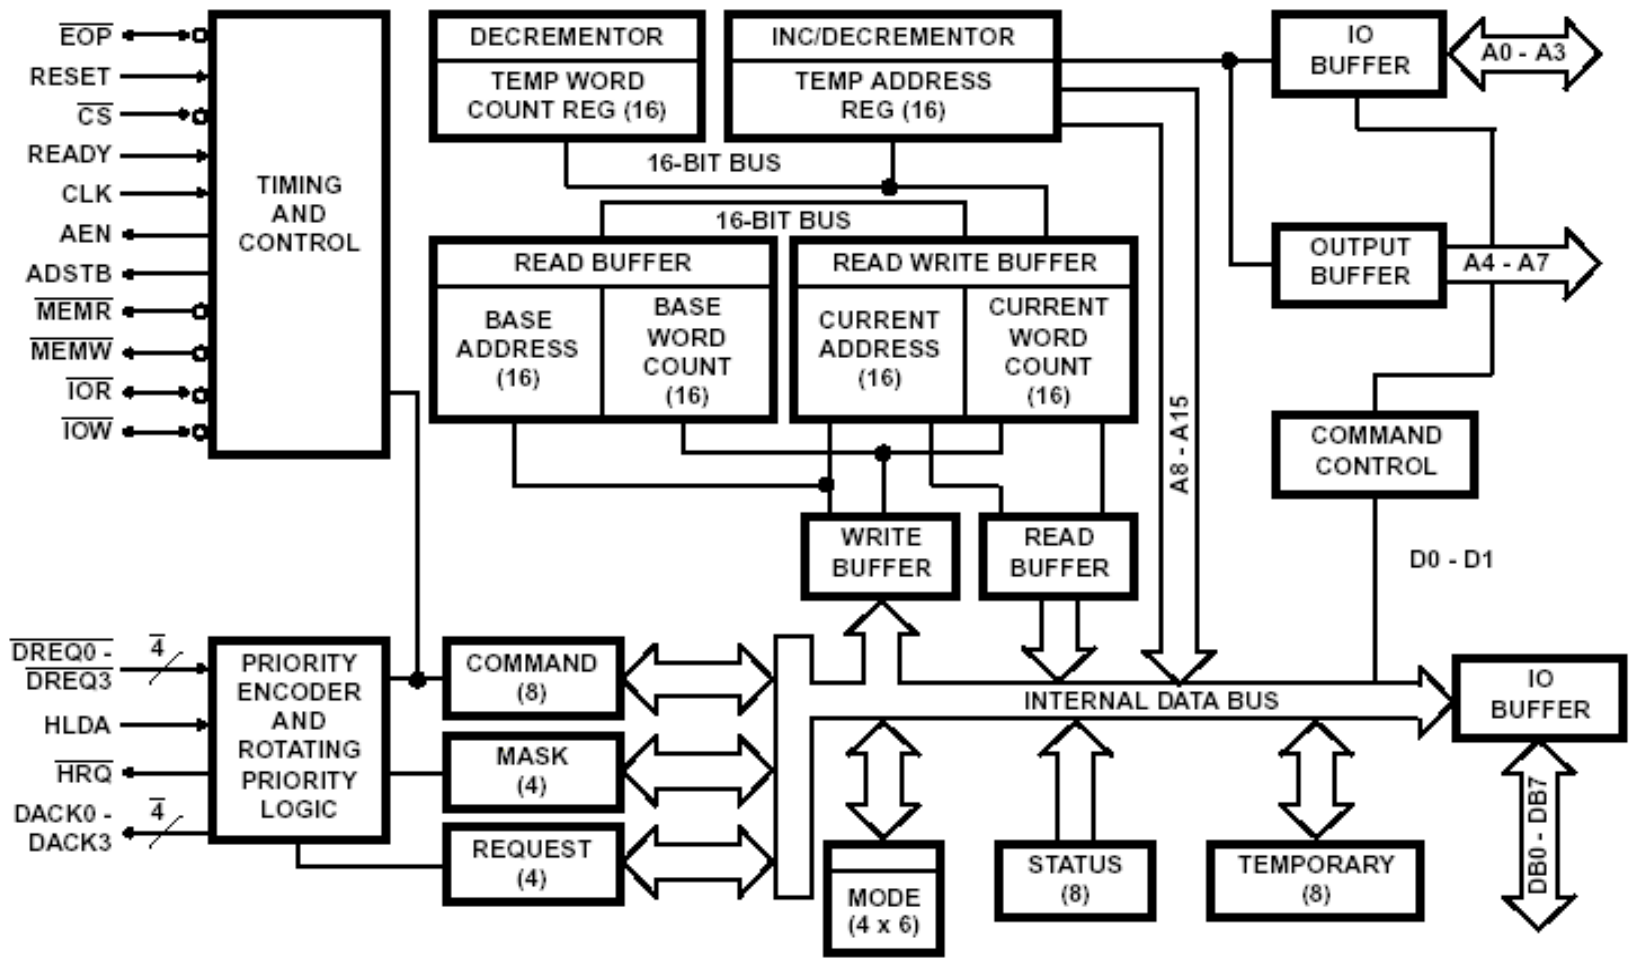 EOP
RESET
CS
READY
CLK
AEN
ADSTB
MEMR
MEMW
IOR
IOW
TIMING
AND
CONTROL
DECREMENTOR
TEMP WORD
COUNT REG (16)
INC/DECREMENTOR
TEMP ADDRESS
REG (16)
IO
BUFFER
A0 - A3
16-BIT BUS
16-BIT BUS
READ BUFFER
BASE
ADDRESS
(16)
BASE
WORD
COUNT
(16)
READ WRITE BUFFER
CURRENT
ADDRESS
(16)
CURRENT
WORD
COUNT
(16)
A8 - A15
OUTPUT
BUFFER
A4 - A7
COMMAND
CONTROL
WRITE
BUFFER
READ
BUFFER
D0 - D1
DREQ0 -
DREQ3
4
HLDA
HRQ
DACK0 -
DACK3
4
PRIORITY
ENCODER
AND
ROTATING
PRIORITY
LOGIC
COMMAND
(8)
MASK
(4)
REQUEST
(4)
INTERNAL DATA BUS
IO
BUFFER
MODE
(4 x 6)
STATUS
(8)
TEMPORARY
(8)
DB0 - DB7